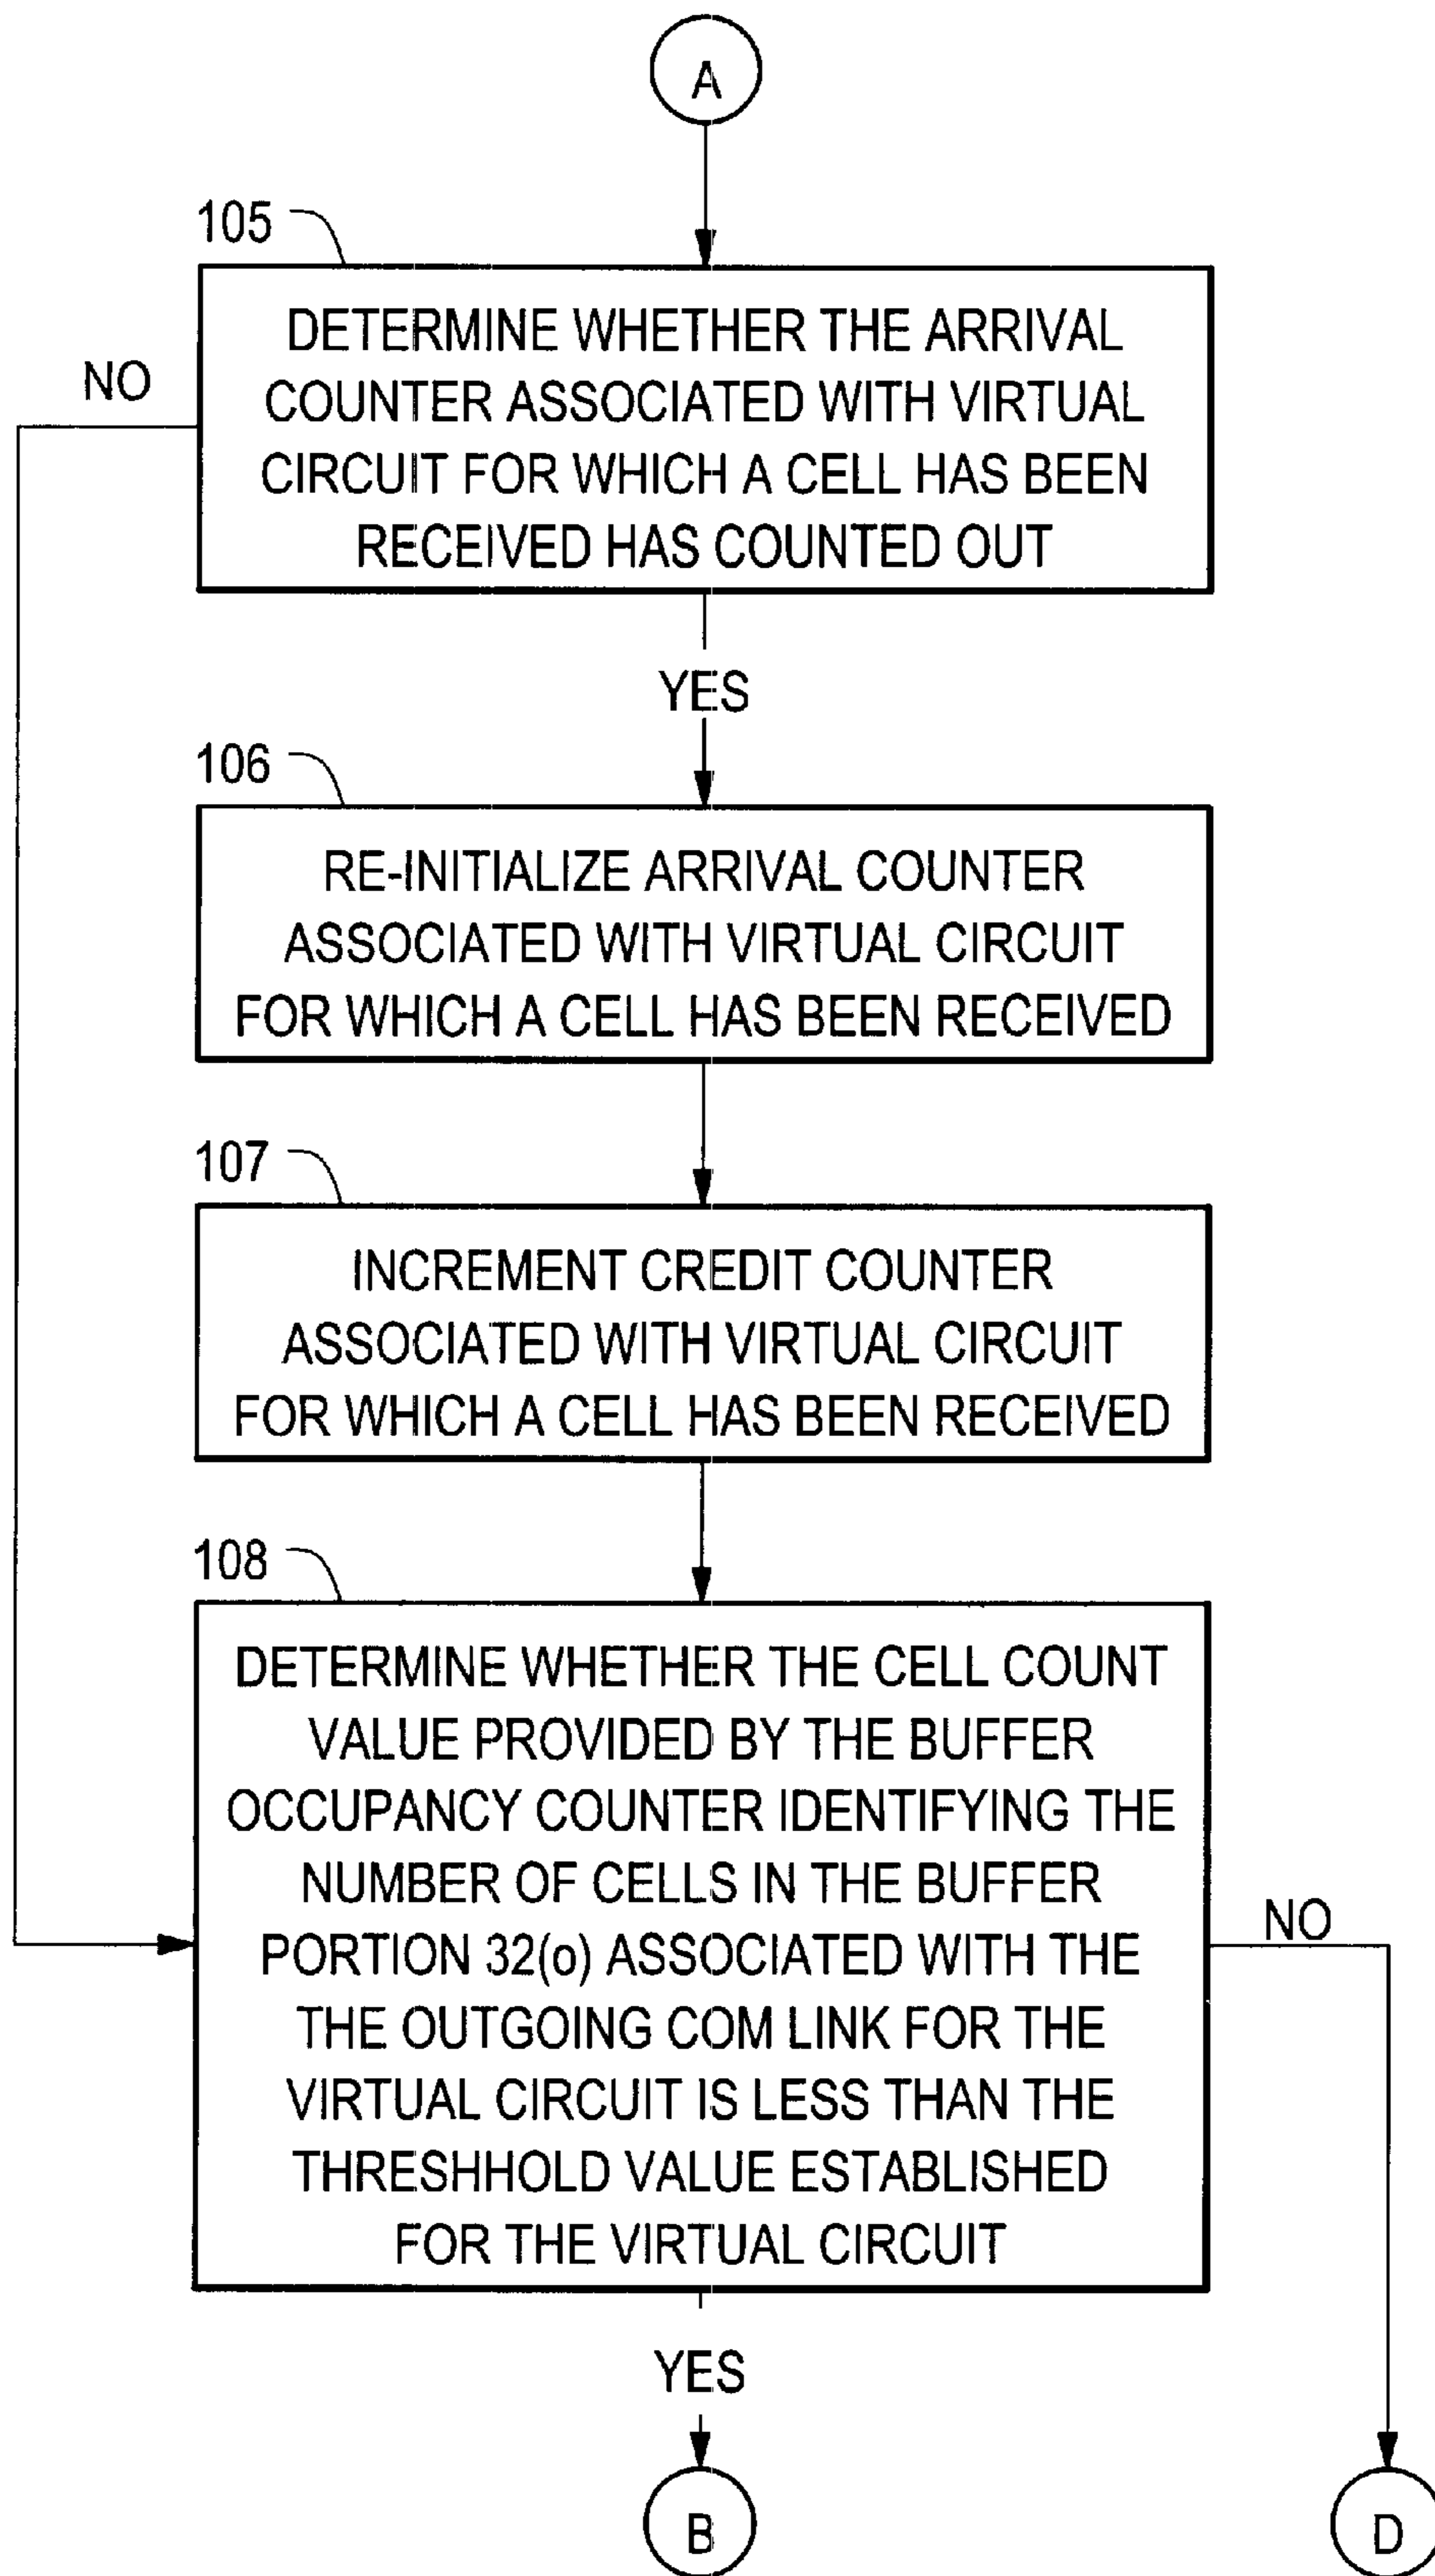 A
105
DETERMINE WHETHER THE ARRIVAL
COUNTER ASSOCIATED WITH VIRTUAL
CIRCUIT FOR WHICH A CELL HAS BEEN
RECEIVED HAS COUNTED OUT
NO
YES
106
RE-INITIALIZE ARRIVAL COUNTER
ASSOCIATED WITH VIRTUAL CIRCUIT
FOR WHICH A CELL HAS BEEN RECEIVED
107
INCREMENT CREDIT COUNTER
ASSOCIATED WITH VIRTUAL CIRCUIT
FOR WHICH A CELL HAS BEEN RECEIVED
108
DETERMINE WHETHER THE CELL COUNT
VALUE PROVIDED BY THE BUFFER
OCCUPANCY COUNTER IDENTIFYING THE
NUMBER OF CELLS IN THE BUFFER
PORTION 32(o) ASSOCIATED WITH THE
THE OUTGOING COM LINK FOR THE
VIRTUAL CIRCUIT IS LESS THAN THE
THRESHHOLD VALUE ESTABLISHED
FOR THE VIRTUAL CIRCUIT
NO
YES
B
D